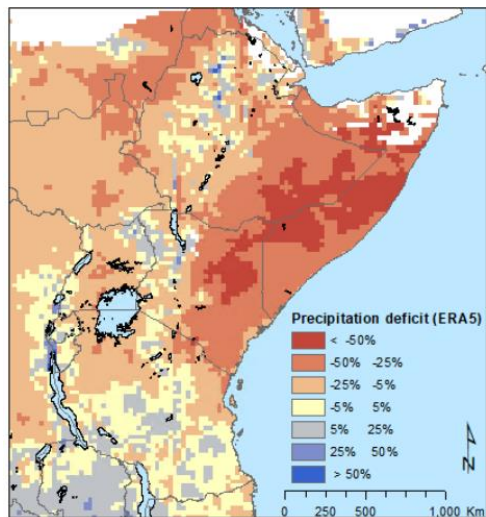 Precipitation deficit (ERA5)
< -50%
-50% -25%
-25% -5%
-5% 5%
5% 25%
25% 50%
> 50%
N
0 250 500 1,000 Km